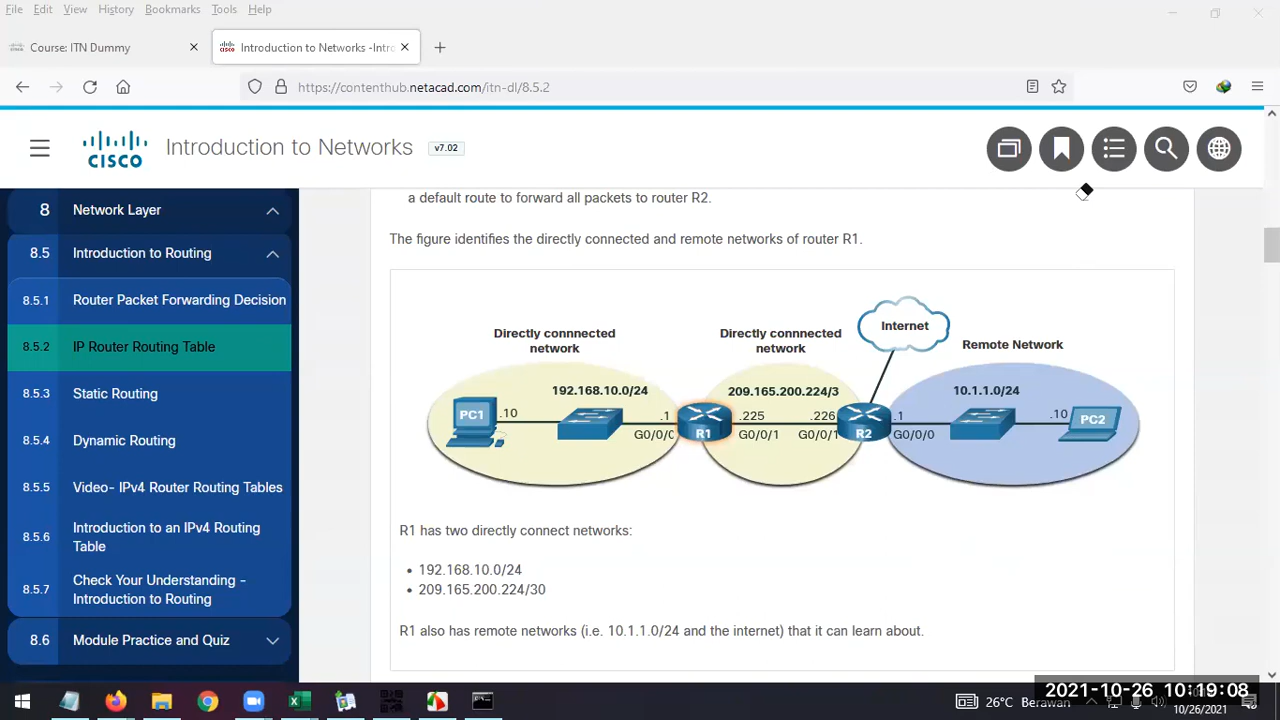 File Edit View History Bookmarks Tools Help
Course: ITN Dummy
Introduction to Networks -Intro
https://contenthub.netacad.com/itn-dl/8.5.2
CISCO
Introduction to Networks
v7.02
8 Network Layer
8.5 Introduction to Routing
8.5.1 Router Packet Forwarding Decision
8.5.2 IP Router Routing Table
8.5.3 Static Routing
8.5.4 Dynamic Routing
8.5.5 Video- IPv4 Router Routing Tables
8.5.6 Introduction to an IPv4 Routing
Table
8.5.7 Check Your Understanding -
Introduction to Routing
8.6 Module Practice and Quiz
a default route to forward all packets to router R2.
The figure identifies the directly connected and remote networks of router R1.
Directly connnected
network
Directly connnected
network
Internet
Remote Network
192.168.10.0/24
209.165.200.224/3
10.1.1.0/24
PC1 .10 .1 R1 .225 .226 R2 .1 .10 PC2
G0/0/0 G0/0/1 G0/0/1 G0/0/0
R1 has two directly connect networks:
• 192.168.10.0/24
• 209.165.200.224/30
R1 also has remote networks (i.e. 10.1.1.0/24 and the internet) that it can learn about.
26°C Berawan
2021-10-26 10:19:08
10/26/2021